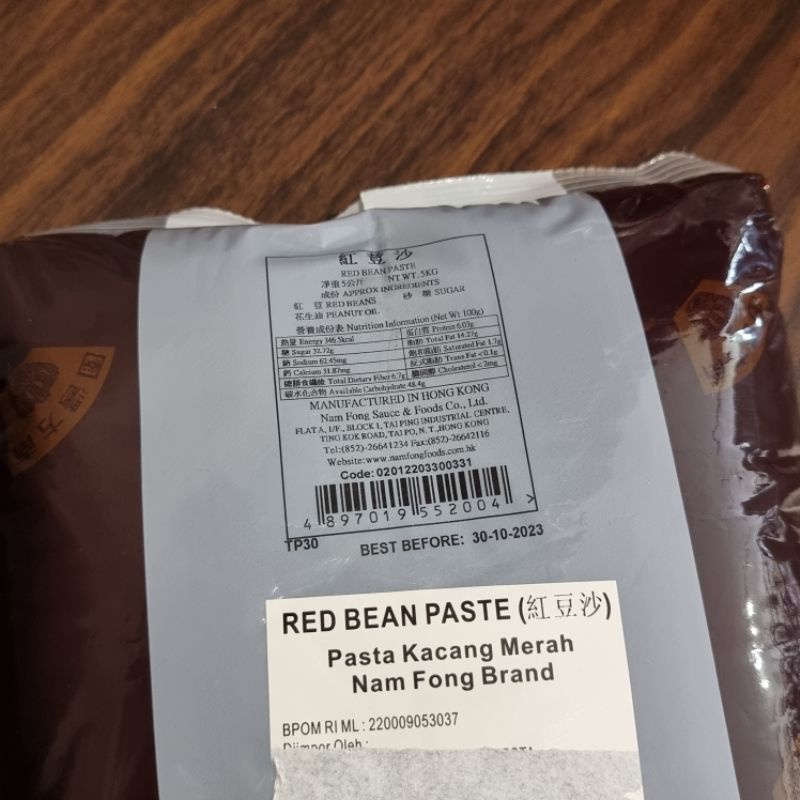 紅豆沙
RED BEAN PASTE
淨重5公斤 NT WT. 5KG
成份 APPROX INGREDIENTS
紅豆 RED BEANS 砂糖 SUGAR
花生油 PEANUT OIL
營養成份表 Nutrition Information (Net Wt 100g)
熱量 Energy 346.5kcal 蛋白質 Protein 6.03g
糖 Sugar 32.72g 脂肪 Total Fat 14.27g
鈉 Sodium 62.45mg 飽和脂肪 Saturated Fat 1.7g
鈣 Calcium 31.87mg 反式脂肪 Trans Fat <0.1g
總膳食纖維 Total Dietary Fiber 6.7g 膽固醇 Cholesterol <2mg
碳水化合物 Available Carbohydrate 48.4g
MANUFACTURED IN HONG KONG
Nam Fong Sauce & Foods Co., Ltd.
FLAT A, 1/F., BLOCK 1, TAI PING INDUSTRIAL CENTRE,
TING KOK ROAD, TAI PO, N. T., HONG KONG
Tel:(852)-26641234 Fax:(852)-26642116
Website:www.namfongfoods.com.hk
Code: 02012203300331
4 897019 552004 >
TP30 BEST BEFORE: 30-10-2023
RED BEAN PASTE (紅豆沙)
Pasta Kacang Merah
Nam Fong Brand
BPOM RI ML : 220009053037
Diimpor Oleh :